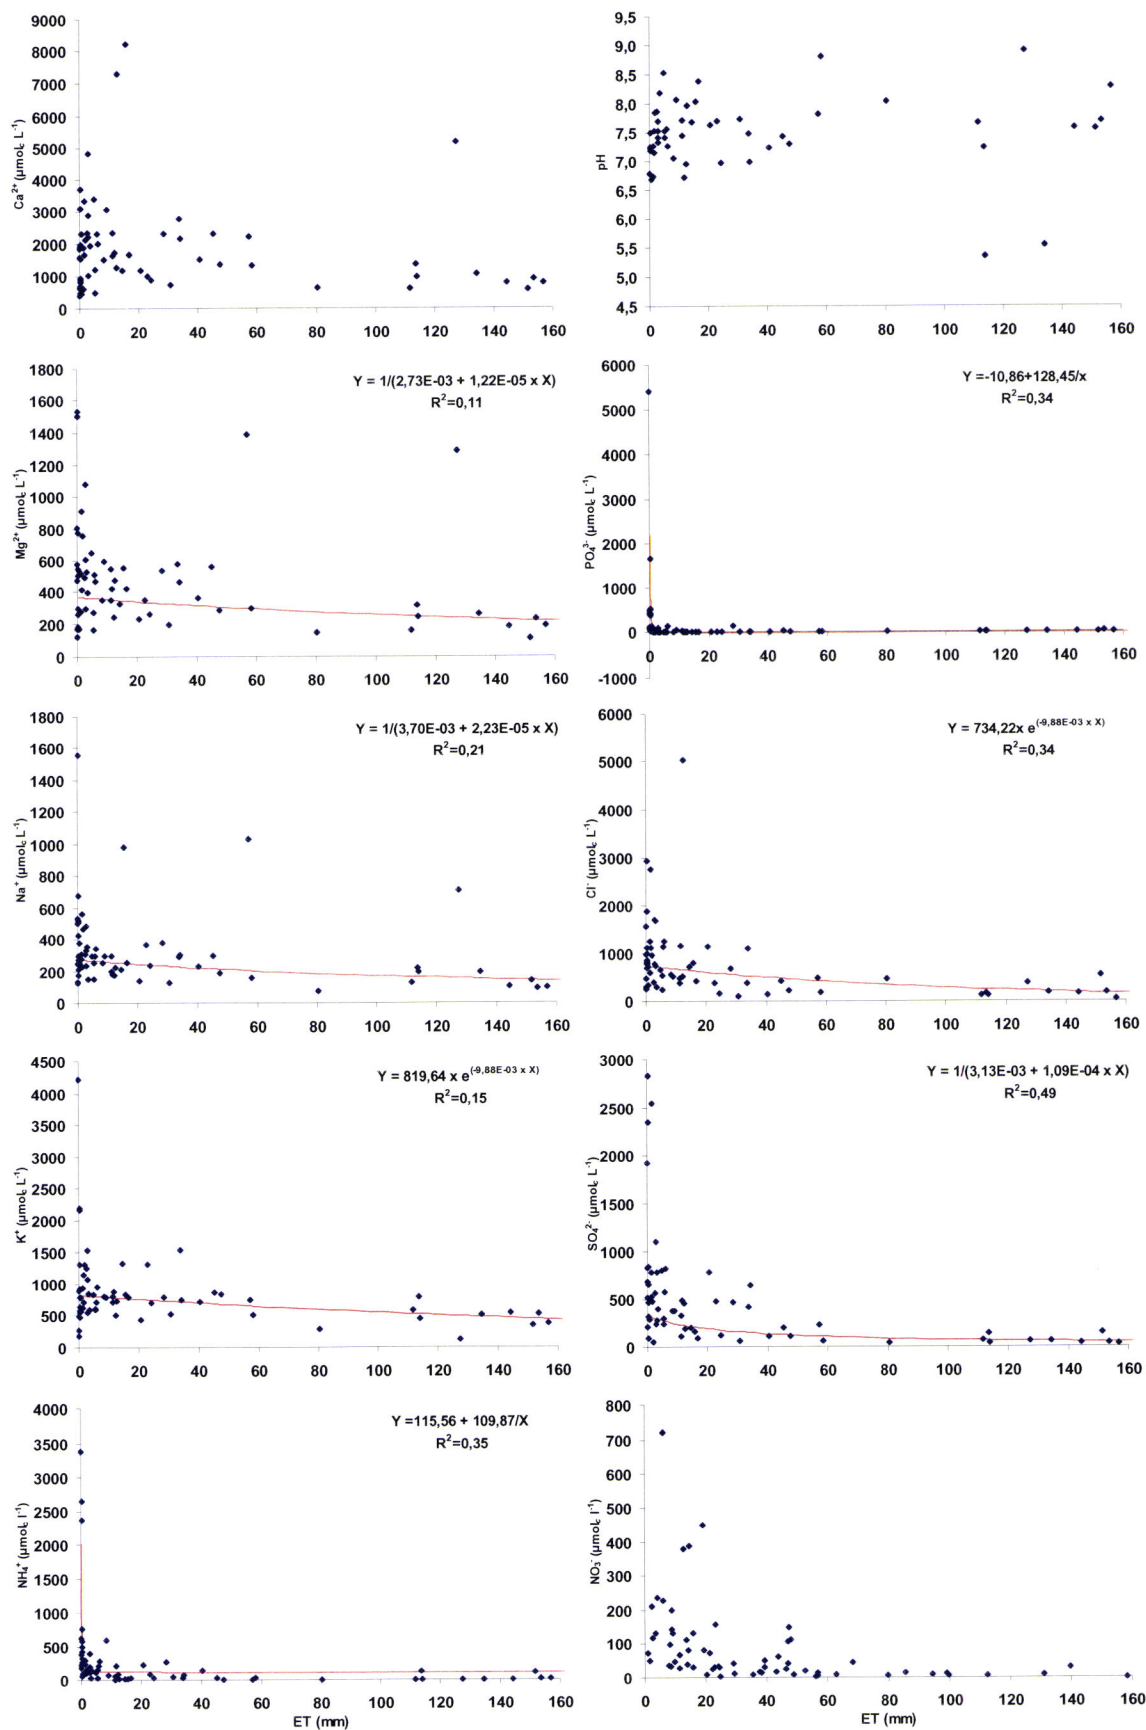 9000
8000
7000
6000
5000
4000
3000
2000
1000
0
Ca²⁺ (µmol꜀ L⁻¹)
0 20 40 60 80 100 120 140 160
9,5
9,0
8,5
8,0
7,5
7,0
6,5
6,0
5,5
5,0
4,5
pH
0 20 40 60 80 100 120 140 160
1800
1600
1400
1200
1000
800
600
400
200
0
Mg²⁺ (µmol꜀ L⁻¹)
Y = 1/(2,73E-03 + 1,22E-05 x X)
R²=0,11
0 20 40 60 80 100 120 140 160
6000
5000
4000
3000
2000
1000
0
-1000
PO₄³⁻ (µmol꜀ L⁻¹)
Y =-10,86+128,45/x
R²=0,34
0 20 40 60 80 100 120 140 160
1800
1600
1400
1200
1000
800
600
400
200
0
Na⁺ (µmol꜀ L⁻¹)
Y = 1/(3,70E-03 + 2,23E-05 x X)
R²=0,21
0 20 40 60 80 100 120 140 160
6000
5000
4000
3000
2000
1000
0
Cl⁻ (µmol꜀ L⁻¹)
Y = 734,22x e^(-9,88E-03 x X)
R²=0,34
0 20 40 60 80 100 120 140 160
4500
4000
3500
3000
2500
2000
1500
1000
500
0
K⁺ (µmol꜀ L⁻¹)
Y = 819,64 x e^(-9,88E-03 x X)
R²=0,15
0 20 40 60 80 100 120 140 160
3000
2500
2000
1500
1000
500
0
SO₄²⁻ (µmol꜀ L⁻¹)
Y = 1/(3,13E-03 + 1,09E-04 x X)
R²=0,49
0 20 40 60 80 100 120 140 160
4000
3500
3000
2500
2000
1500
1000
500
0
NH₄⁺ (µmol꜀ l⁻¹)
Y =115,56 + 109,87/X
R²=0,35
0 20 40 60 80 100 120 140 160
ET (mm)
800
700
600
500
400
300
200
100
0
NO₃⁻ (µmol꜀ l⁻¹)
0 20 40 60 80 100 120 140 160
ET (mm)